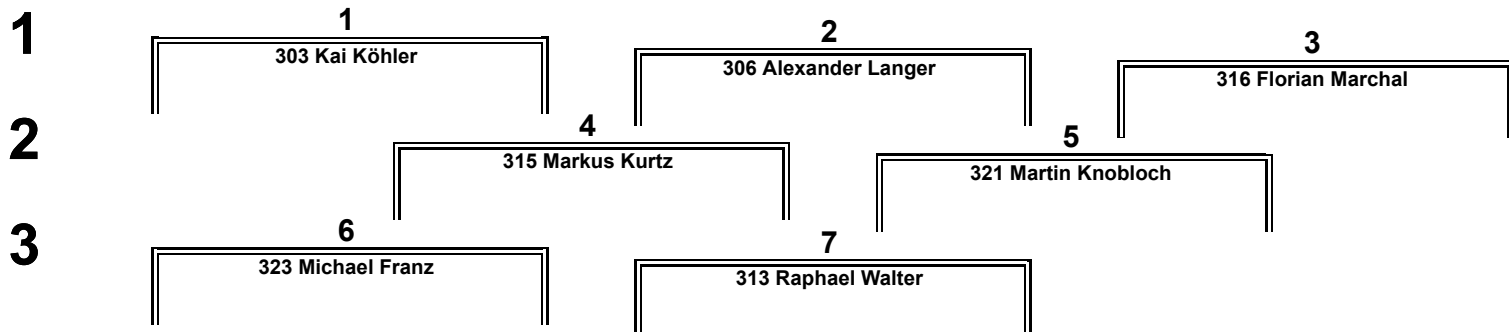 1
1
303 Kai Köhler
2
306 Alexander Langer
3
316 Florian Marchal
2
4
315 Markus Kurtz
5
321 Martin Knobloch
3
6
323 Michael Franz
7
313 Raphael Walter